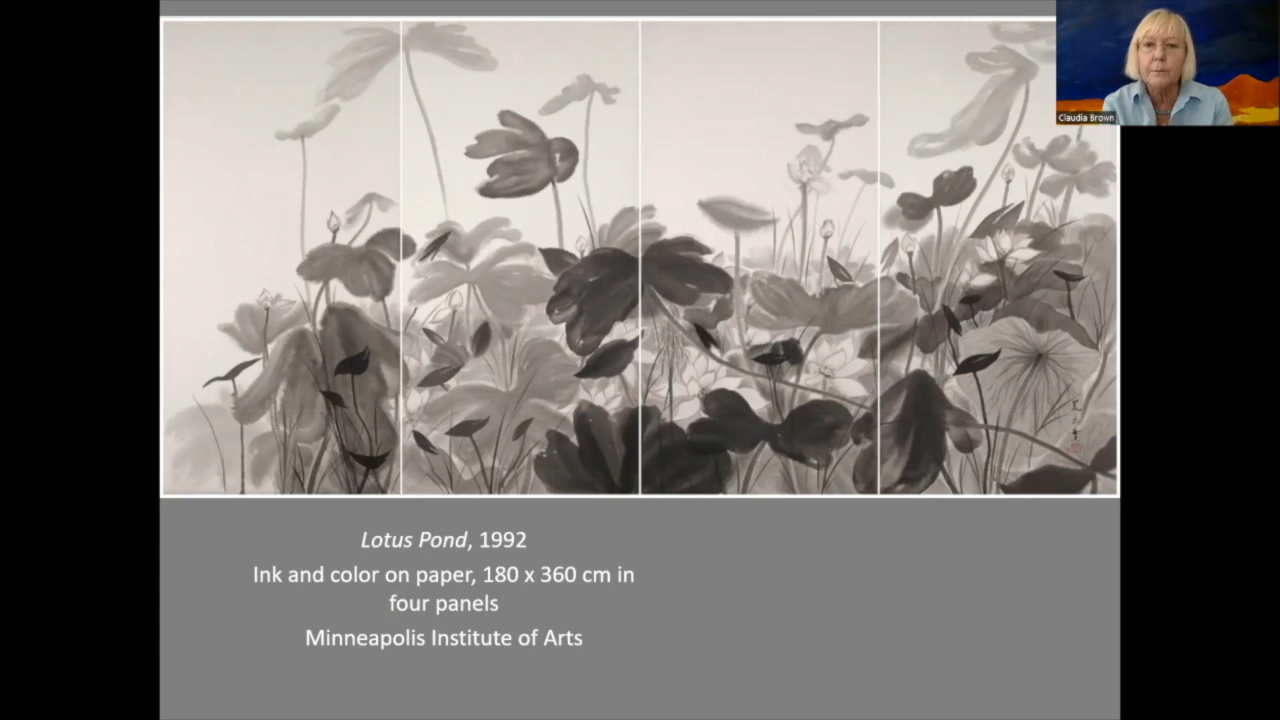 Claudia Brown
Lotus Pond, 1992
Ink and color on paper, 180 x 360 cm in
four panels
Minneapolis Institute of Arts